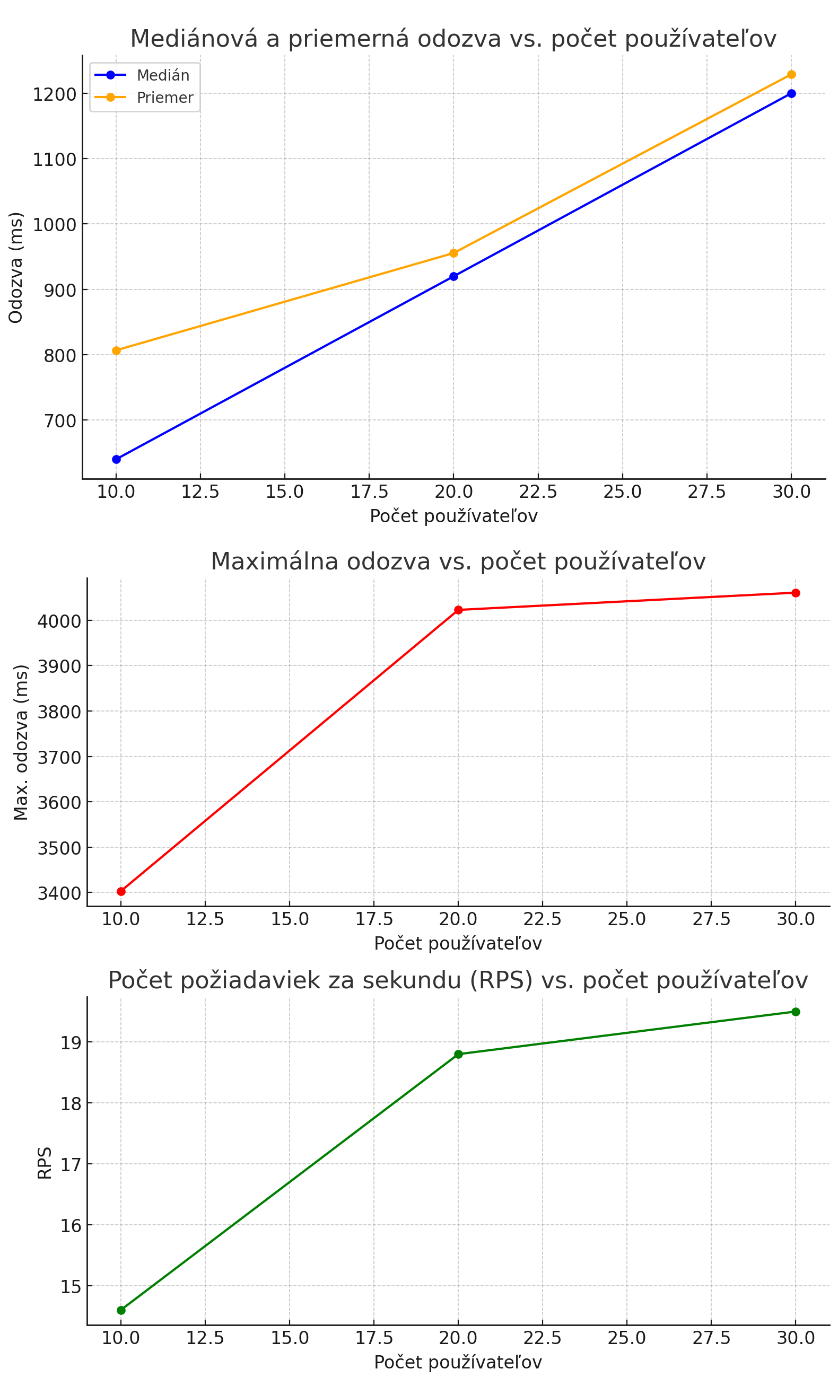 Mediánová a priemerná odozva vs. počet používateľov
Medián
Priemer
1200
1100
1000
900
800
700
Odozva (ms)
10.0 12.5 15.0 17.5 20.0 22.5 25.0 27.5 30.0
Počet používateľov
Maximálna odozva vs. počet používateľov
4000
3900
3800
3700
3600
3500
3400
Max. odozva (ms)
10.0 12.5 15.0 17.5 20.0 22.5 25.0 27.5 30.0
Počet používateľov
Počet požiadaviek za sekundu (RPS) vs. počet používateľov
19
18
17
16
15
RPS
10.0 12.5 15.0 17.5 20.0 22.5 25.0 27.5 30.0
Počet používateľov